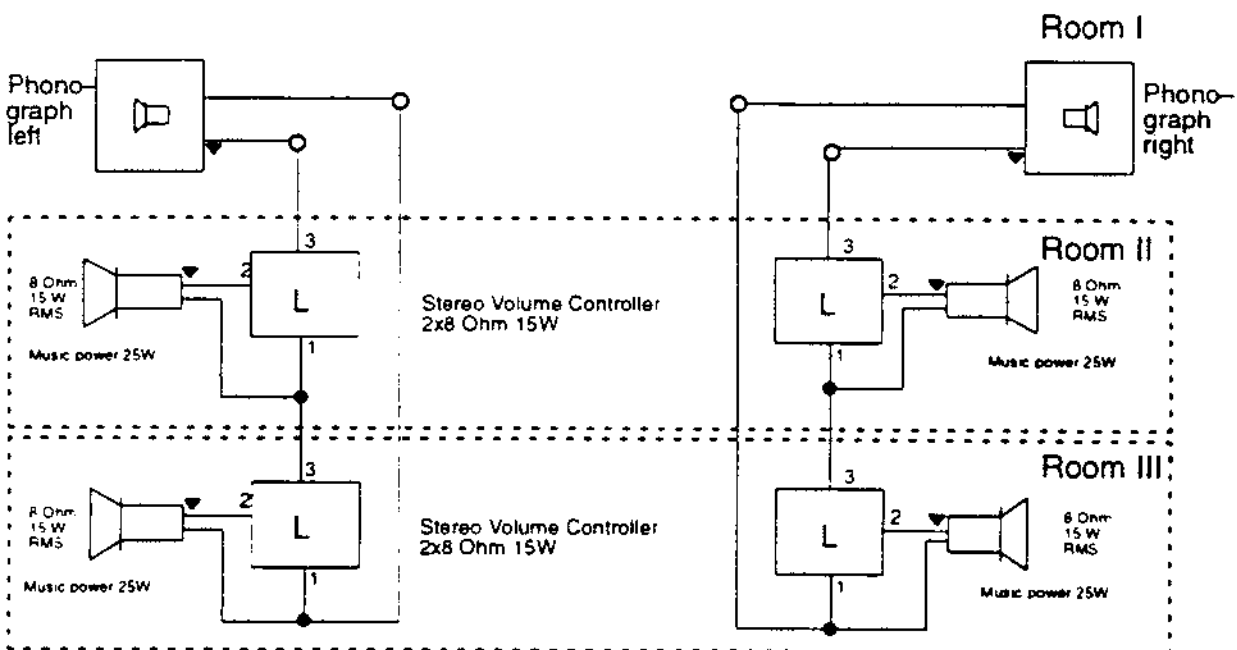 Room I
Phono-
graph
left
Phono-
graph
right
Room II
3
2
L
1
8 Ohm
15 W
RMS
Music power 25W
Stereo Volume Controller
2x8 Ohm 15W
3
2
L
1
8 Ohm
15 W
RMS
Music power 25W
Room III
3
2
L
1
8 Ohm
15 W
RMS
Music power 25W
Stereo Volume Controller
2x8 Ohm 15W
3
2
L
1
8 Ohm
15 W
RMS
Music power 25W